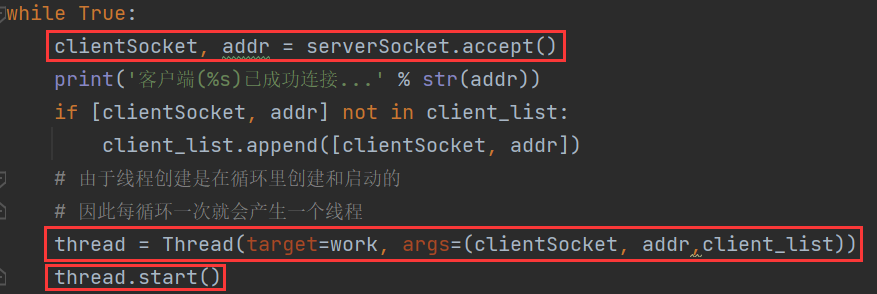 while True:
clientSocket, addr = serverSocket.accept()
print('客户端(%s)已成功连接...' % str(addr))
if [clientSocket, addr] not in client_list:
client_list.append([clientSocket, addr])
# 由于线程创建是在循环里创建和启动的
# 因此每循环一次就会产生一个线程
thread = Thread(target=work, args=(clientSocket, addr,client_list))
thread.start()